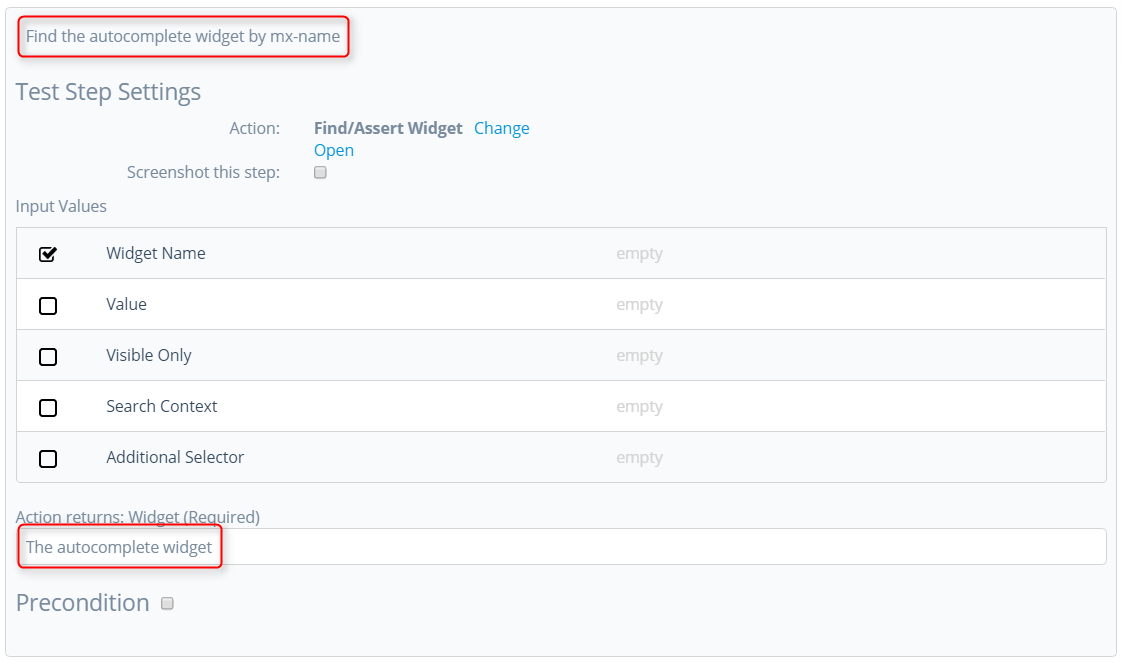 Find the autocomplete widget by mx-name
Test Step Settings
Action: Find/Assert Widget Change
Open
Screenshot this step:
Input Values
Widget Name empty
Value empty
Visible Only empty
Search Context empty
Additional Selector empty
Action returns: Widget (Required)
The autocomplete widget
Precondition